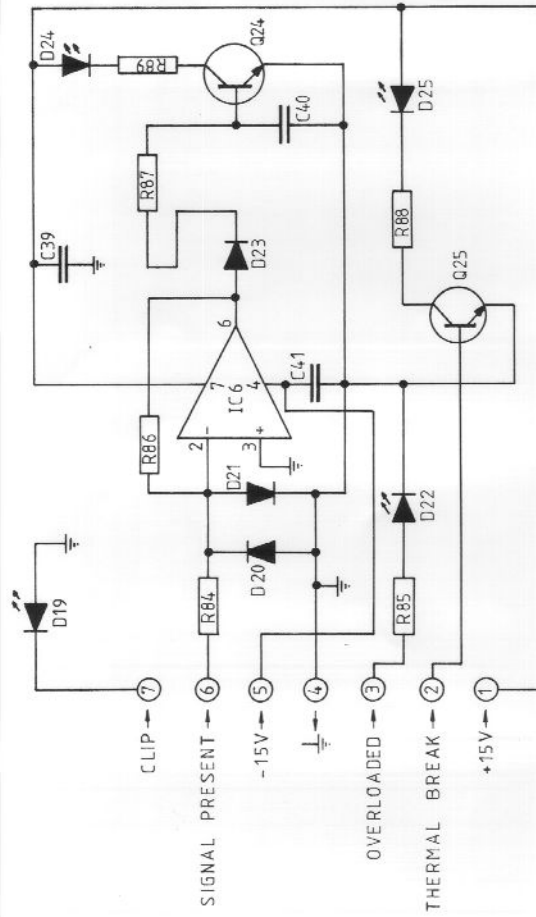 D24
R89
Q24
C40
D25
R87
R88
C39
D23
Q25
6
7
IC6
4
C41
2
-
3
+
R86
D21
D22
D19
D20
R84
R85
CLIP → 7
SIGNAL PRESENT → 6
-15V → 5
→ 4
OVERLOADED → 3
THERMAL BREAK → 2
+15V → 1